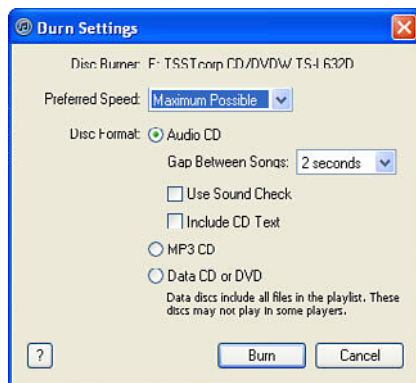 Burn Settings
Disc Burner: E: TSSTcorp CD/DVDW TS-L632D
Preferred Speed: Maximum Possible
Disc Format: Audio CD
Gap Between Songs: 2 seconds
Use Sound Check
Include CD Text
MP3 CD
Data CD or DVD
Data discs include all files in the playlist. These
discs may not play in some players.
? Burn Cancel